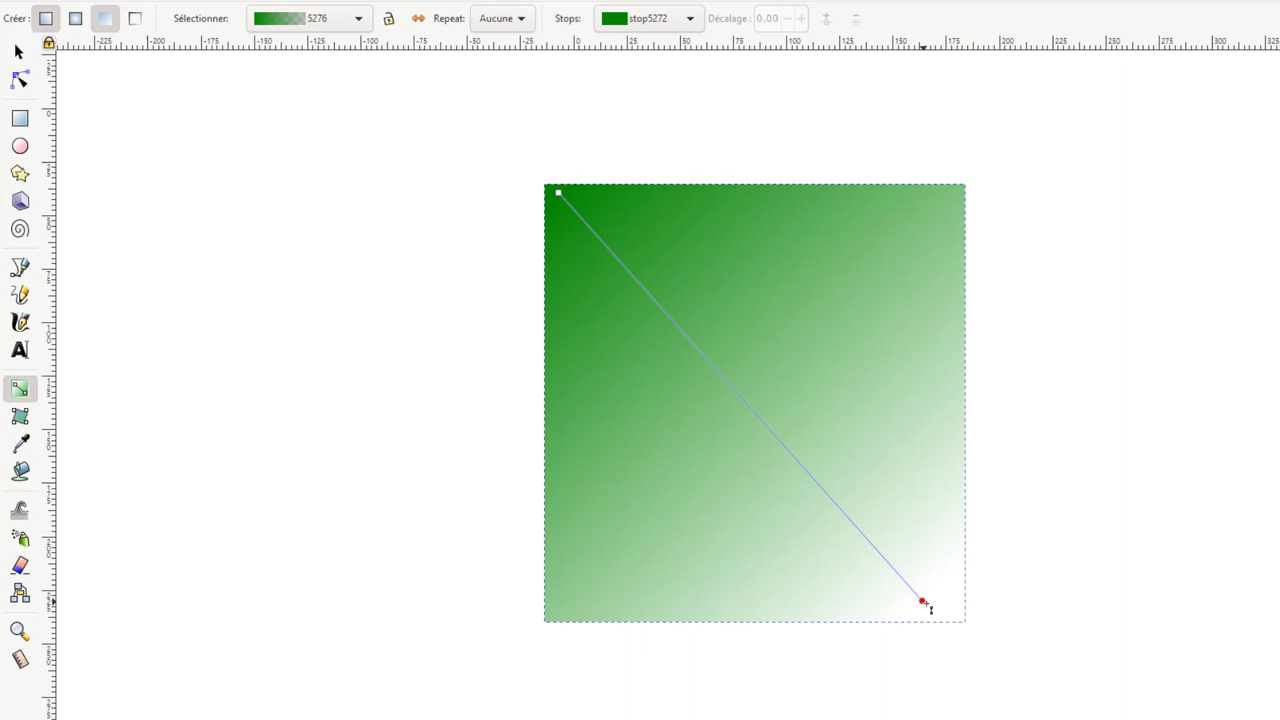 Créer : Sélectionner: 5276 Repeat: Aucune Stops: stop5272 Décalage : 0,00
-225 -200 -175 -150 -125 -100 -75 -50 -25 0 25 50 75 100 125 150 175 200 225 250 275 300 325